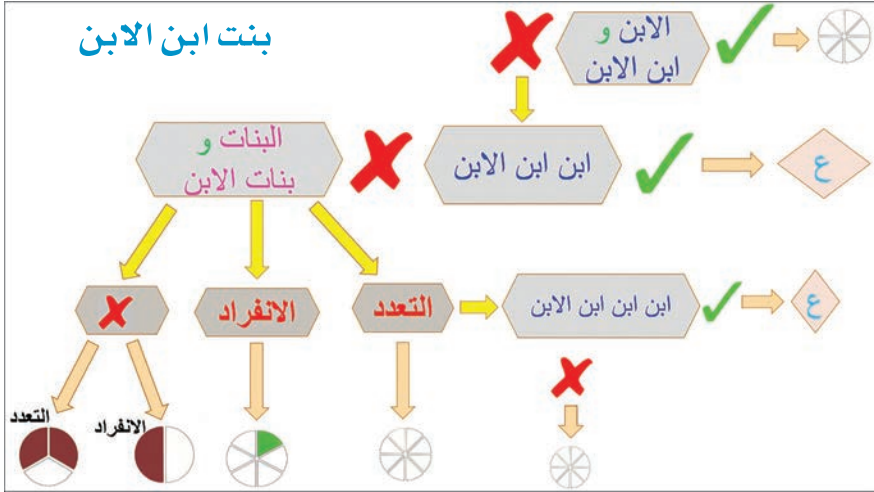 بنت ابن الابن
الابن و
ابن الابن
ابن ابن الابن
ع
البنات و
بنات الابن
التعدد
الانفراد
ابن ابن ابن الابن
ع
التعدد
الانفراد